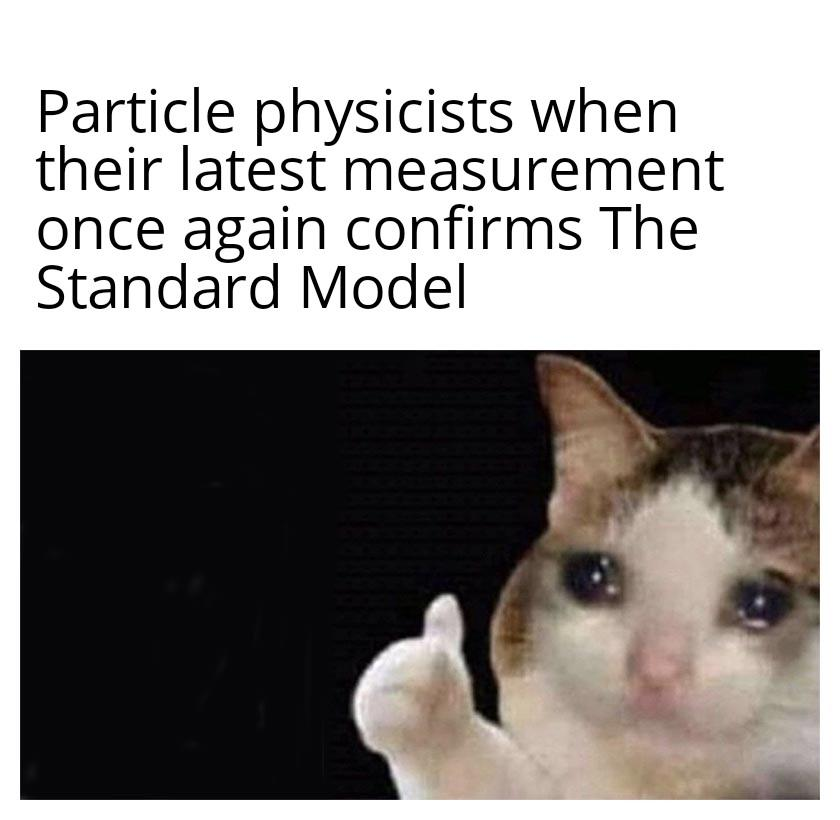 Particle physicists when
their latest measurement
once again confirms The
Standard Model